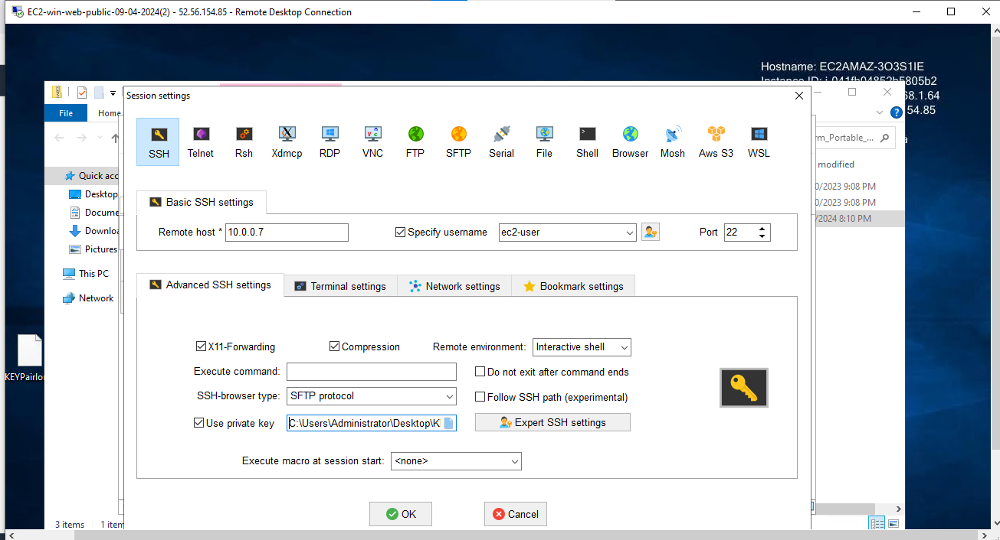 EC2-win-web-public-09-04-2024(2) - 52.56.154.85 - Remote Desktop Connection
Hostname: EC2AMAZ-3O3S1IE
Session settings
68.1.64
54.85
File
Home
SSH Telnet Rsh Xdmcp RDP VNC FTP SFTP Serial File Shell Browser Mosh Aws S3 WSL
rm_Portable_...
modified
Quick acc
Basic SSH settings
0/2023 9:08 PM
Desktop
0/2023 9:08 PM
Docume
/2024 8:10 PM
Downloa
Remote host * 10.0.0.7 Specify username ec2-user Port 22
Pictures
This PC
Network
Advanced SSH settings Terminal settings Network settings Bookmark settings
X11-Forwarding Compression Remote environment: Interactive shell
Execute command: Do not exit after command ends
KEYPairlo
SSH-browser type: SFTP protocol Follow SSH path (experimental)
Use private key C:\Users\Administrator\Desktop\K Expert SSH settings
Execute macro at session start: <none>
OK Cancel
3 items 1 item